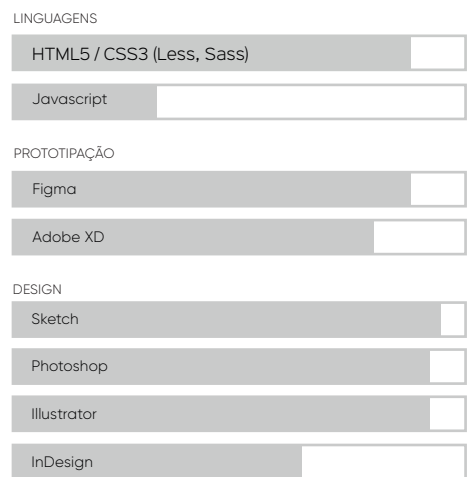 LINGUAGENS
HTML5 / CSS3 (Less, Sass)
Javascript
PROTOTIPAÇÃO
Figma
Adobe XD
DESIGN
Sketch
Photoshop
Illustrator
InDesign